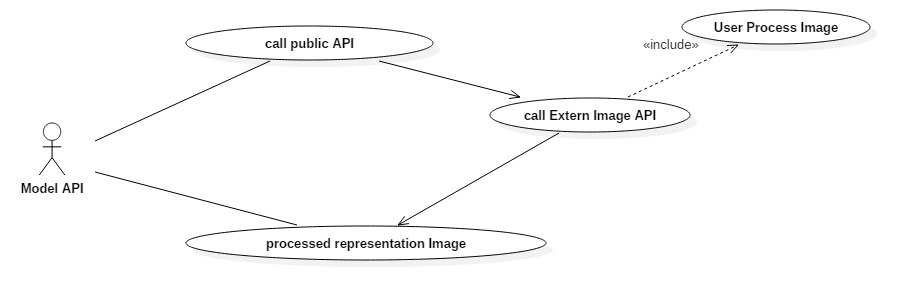 User Process Image
call public API
«include»
call Extern Image API
Model API
processed representation Image